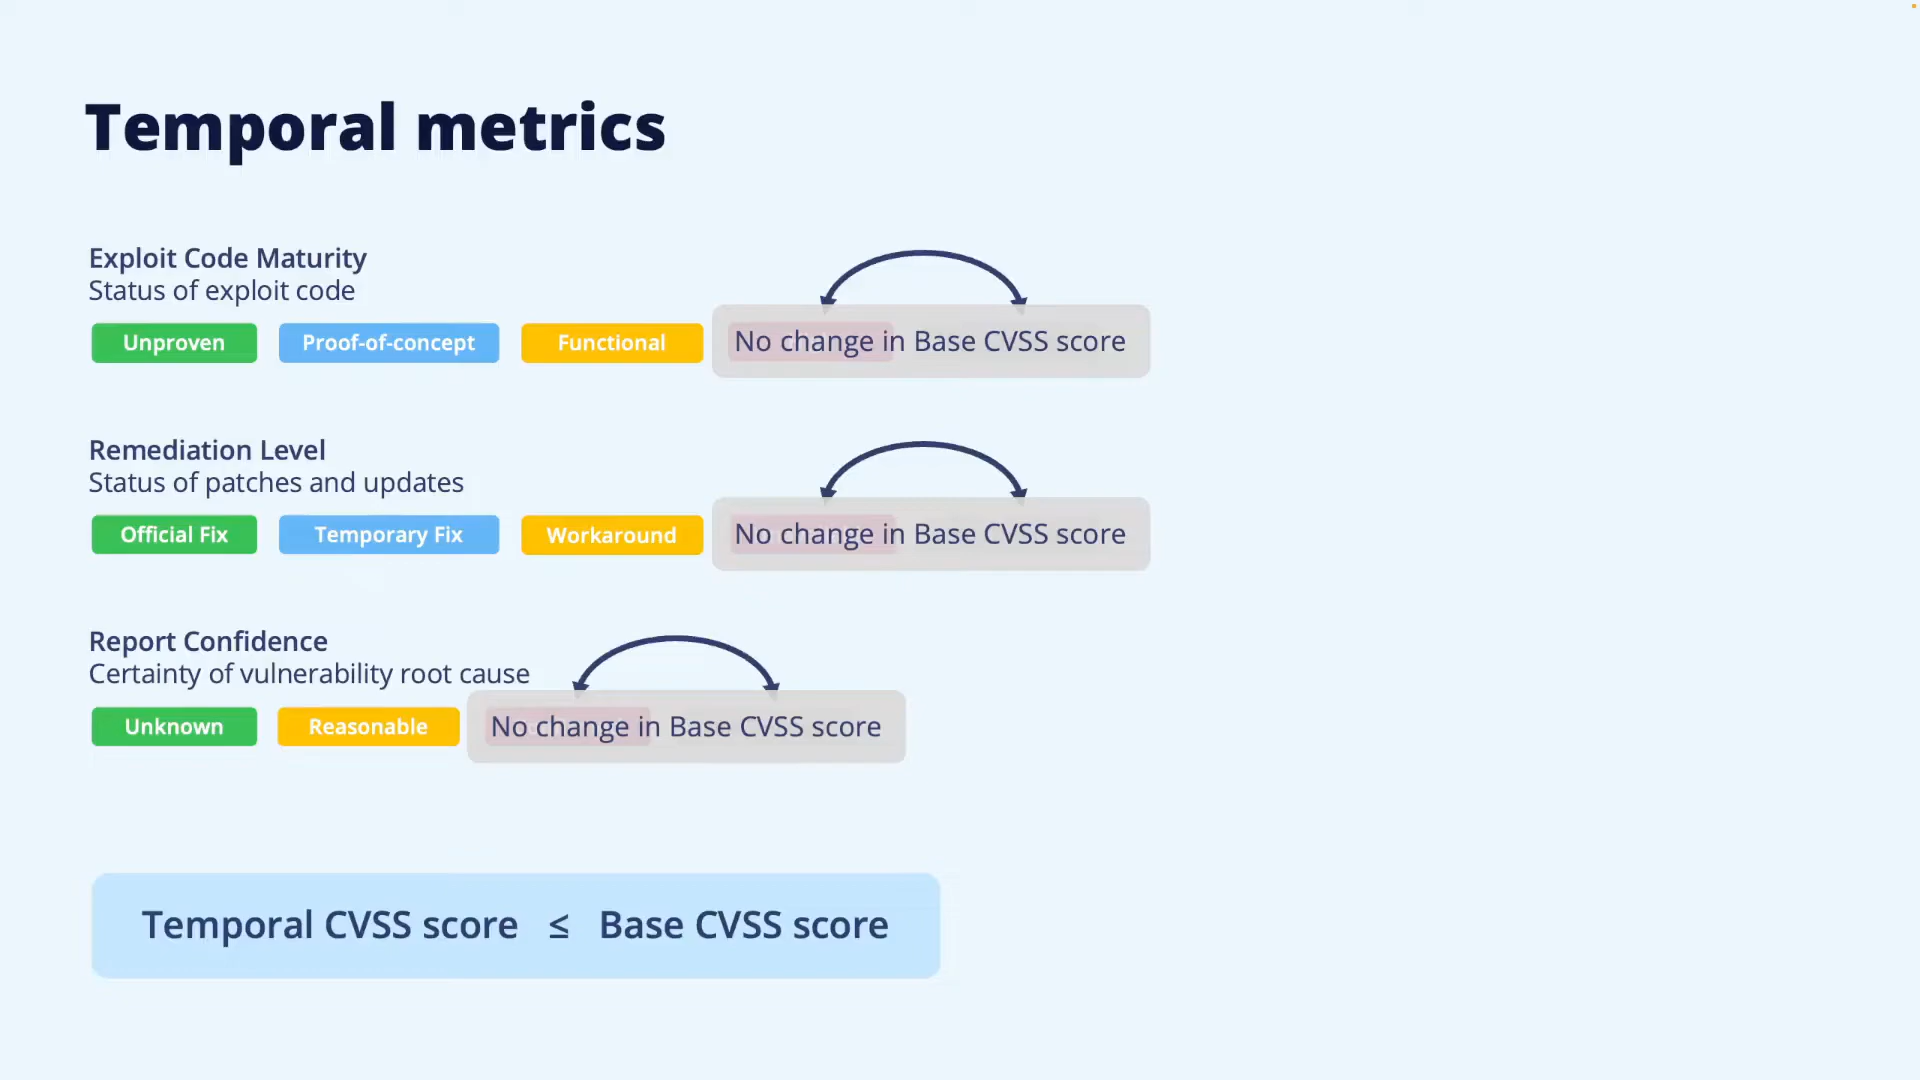 Temporal metrics
Exploit Code Maturity
Status of exploit code
Unproven Proof-of-concept Functional No change in Base CVSS score
Remediation Level
Status of patches and updates
Official Fix Temporary Fix Workaround No change in Base CVSS score
Report Confidence
Certainty of vulnerability root cause
Unknown Reasonable No change in Base CVSS score
Temporal CVSS score ≤ Base CVSS score